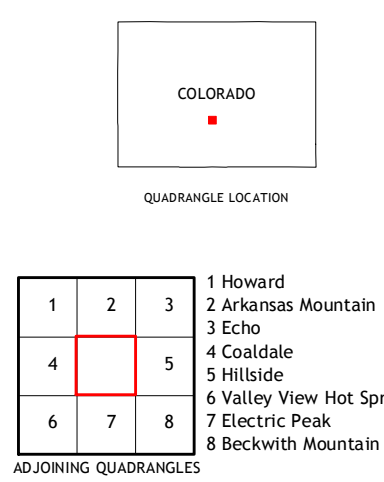 COLORADO
QUADRANGLE LOCATION
1 2 3
4 5
6 7 8
1 Howard
2 Arkansas Mountain
3 Echo
4 Coaldale
5 Hillside
6 Valley View Hot Spr
7 Electric Peak
8 Beckwith Mountain
ADJOINING QUADRANGLES